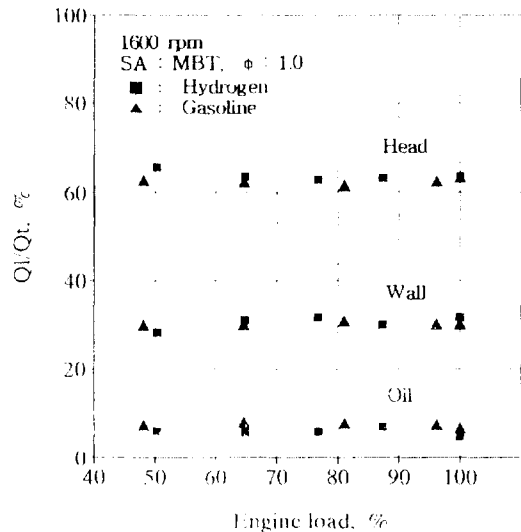 100
1600 rpm
SA : MBT, ϕ : 1.0
■ : Hydrogen
▲ : Gasoline
80
Head
60
Ql/Qt. %
40
Wall
20
Oil
0
40 50 60 70 80 90 100
Engine load, %